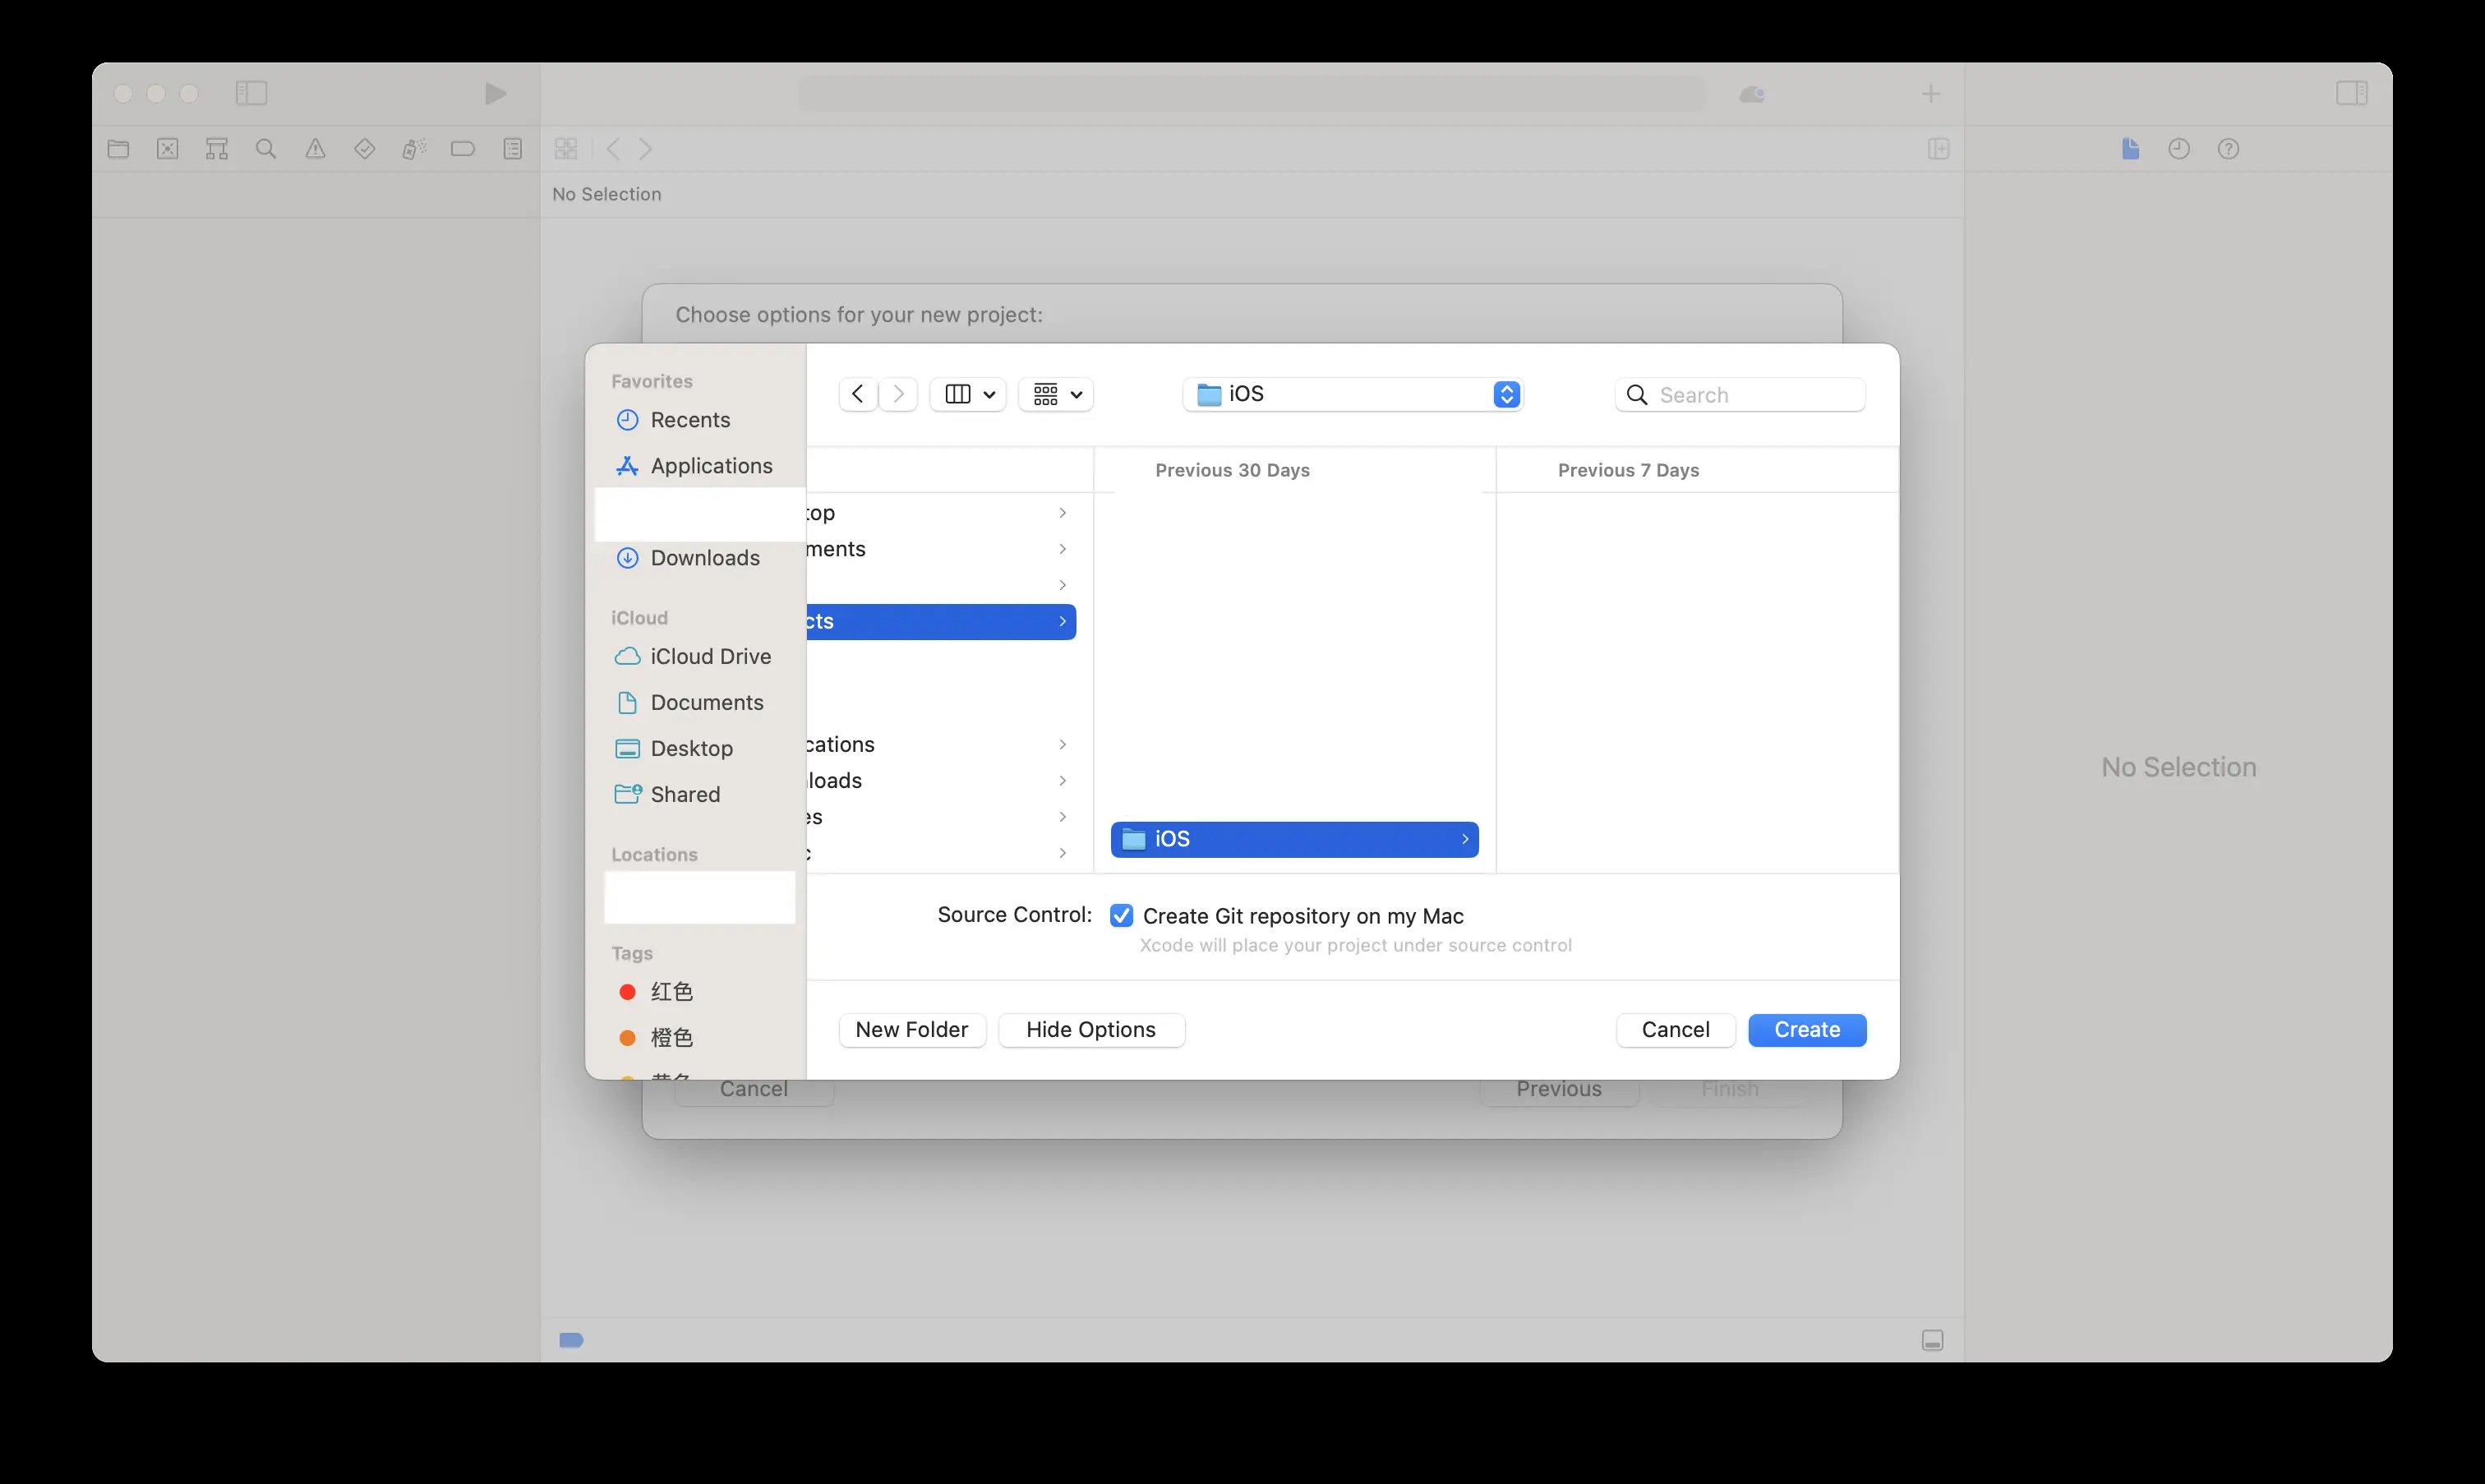 No Selection
Choose options for your new project:
Favorites
Recents
Applications
Downloads
iCloud
iCloud Drive
Documents
Desktop
Shared
Locations
Tags
红色
橙色
iOS
Search
Previous 30 Days
Previous 7 Days
top
ments
cts
cations
loads
es
iOS
Source Control:
Create Git repository on my Mac
Xcode will place your project under source control
New Folder
Hide Options
Cancel
Create
Cancel
Previous
Finish
No Selection